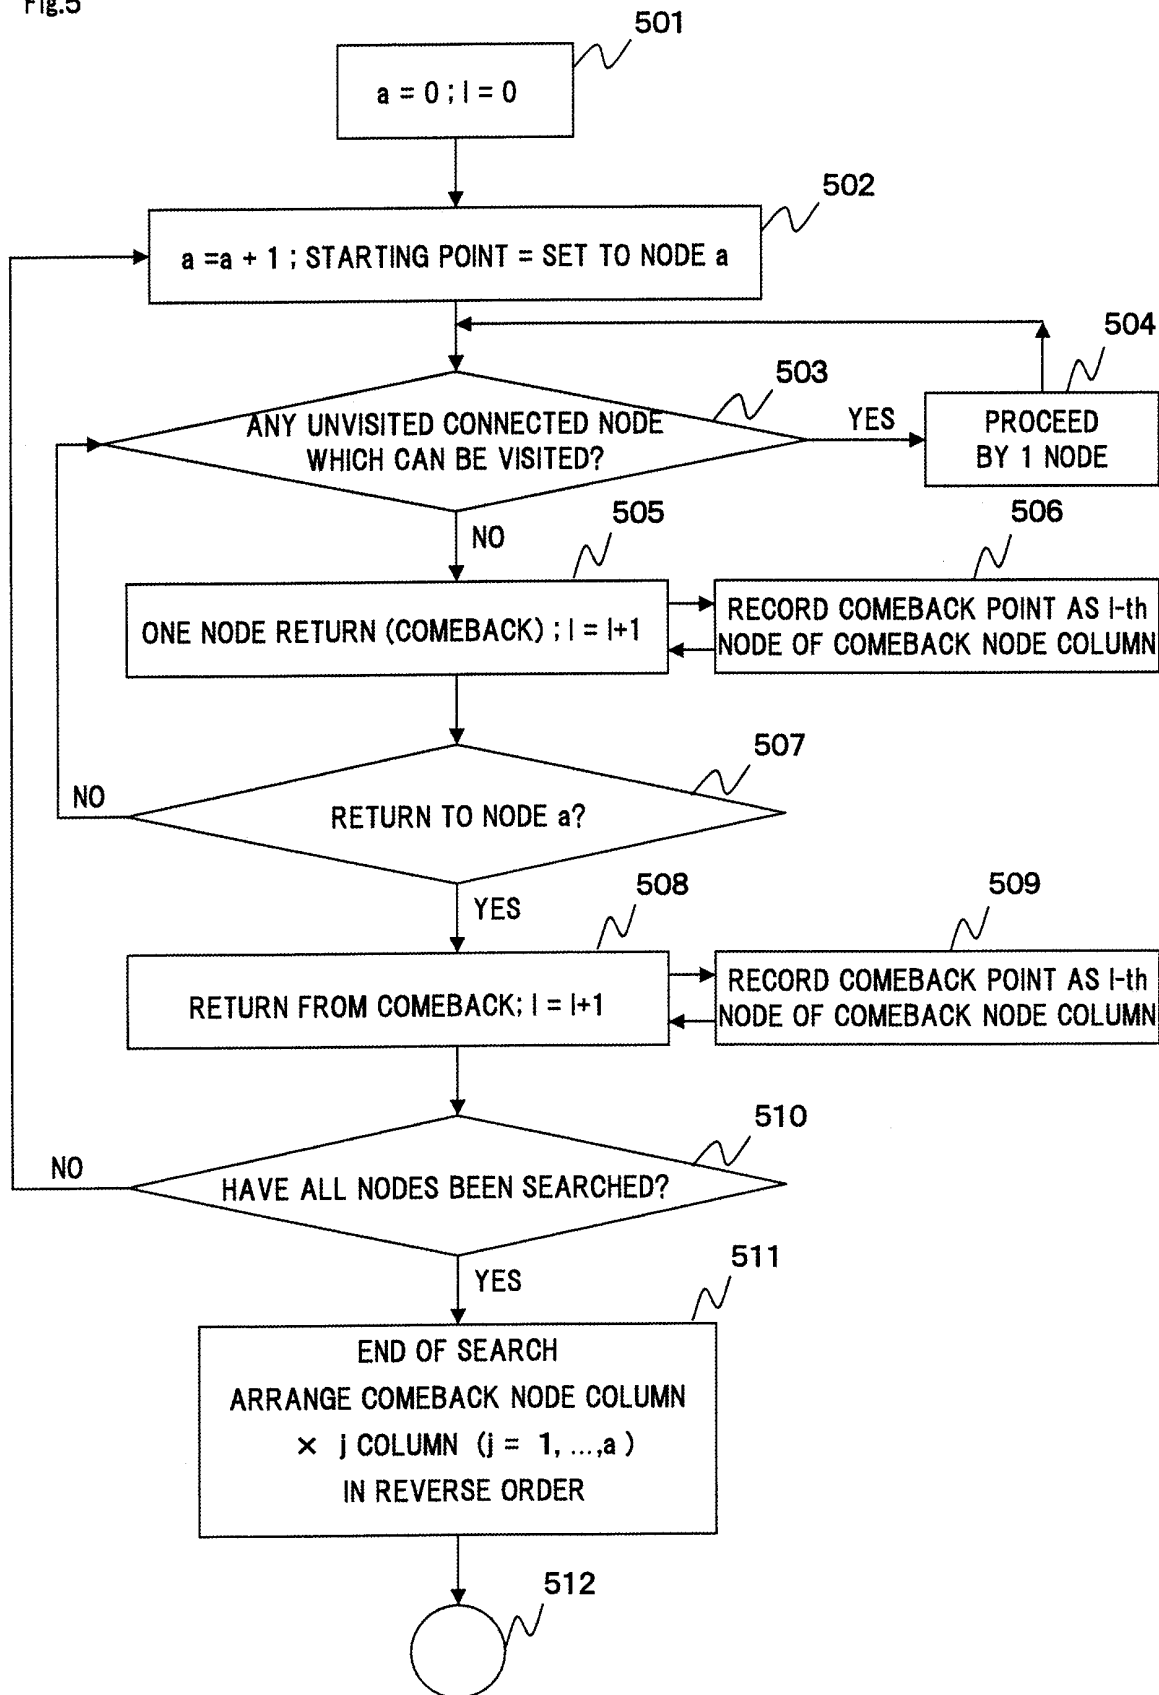 Fig.5
501
a = 0 ; l = 0
502
a =a + 1 ; STARTING POINT = SET TO NODE a
504
503
ANY UNVISITED CONNECTED NODE
WHICH CAN BE VISITED?
YES
PROCEED
BY 1 NODE
505
506
NO
ONE NODE RETURN (COMEBACK) ; l = l+1
RECORD COMEBACK POINT AS l-th
NODE OF COMEBACK NODE COLUMN
507
NO
RETURN TO NODE a?
508
509
YES
RETURN FROM COMEBACK; l = l+1
RECORD COMEBACK POINT AS l-th
NODE OF COMEBACK NODE COLUMN
510
NO
HAVE ALL NODES BEEN SEARCHED?
511
YES
END OF SEARCH
ARRANGE COMEBACK NODE COLUMN
× j COLUMN (j = 1, ...,a )
IN REVERSE ORDER
512